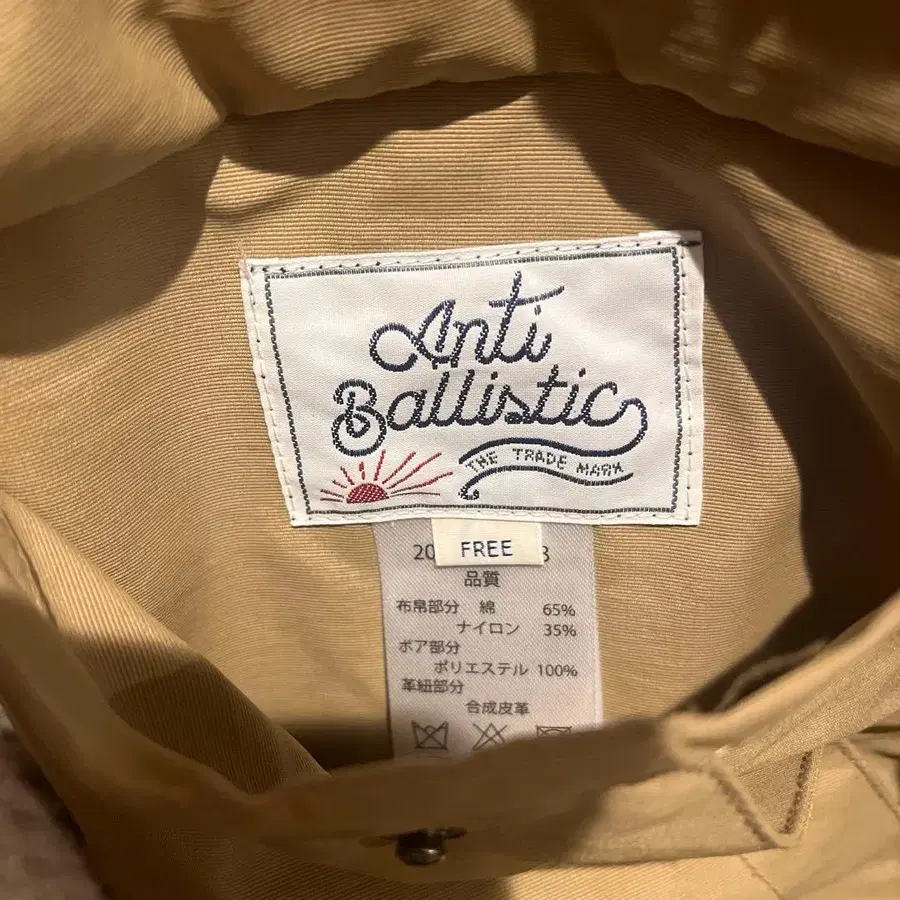 Anti
Ballistic
THE TRADE MARK
FREE
20 3
品質
布帛部分 綿 65%
ナイロン 35%
ボア部分
ポリエステル 100%
革紐部分
合成皮革